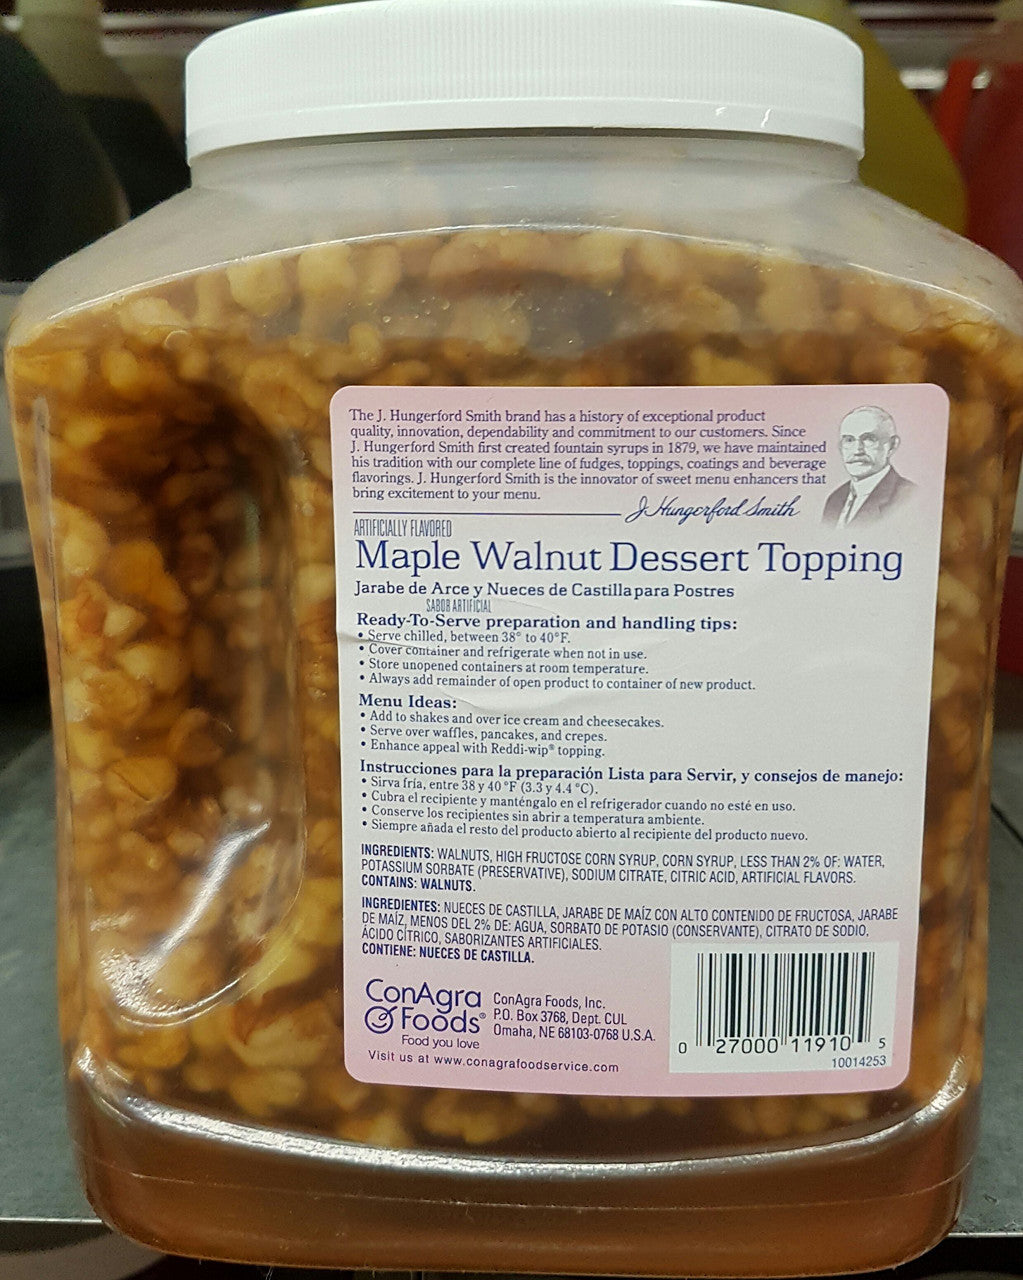 The J. Hungerford Smith brand has a history of exceptional product
quality, innovation, dependability and commitment to our customers. Since
J. Hungerford Smith first created fountain syrups in 1879, we have maintained
his tradition with our complete line of fudges, toppings, coatings and beverage
flavorings. J. Hungerford Smith is the innovator of sweet menu enhancers that
bring excitement to your menu.
J Hungerford Smith
ARTIFICIALLY FLAVORED
Maple Walnut Dessert Topping
Jarabe de Arce y Nueces de Castilla para Postres
SABOR ARTIFICIAL
Ready-To-Serve preparation and handling tips:
• Serve chilled, between 38° to 40°F.
• Cover container and refrigerate when not in use.
• Store unopened containers at room temperature.
• Always add remainder of open product to container of new product.
Menu Ideas:
• Add to shakes and over ice cream and cheesecakes.
• Serve over waffles, pancakes, and crepes.
• Enhance appeal with Reddi-wip® topping.
Instrucciones para la preparación Lista para Servir, y consejos de manejo:
• Sirva fría, entre 38 y 40 °F (3.3 y 4.4 °C).
• Cubra el recipiente y manténgalo en el refrigerador cuando no esté en uso.
• Conserve los recipientes sin abrir a temperatura ambiente.
• Siempre añada el resto del producto abierto al recipiente del producto nuevo.
INGREDIENTS: WALNUTS, HIGH FRUCTOSE CORN SYRUP, CORN SYRUP, LESS THAN 2% OF: WATER,
POTASSIUM SORBATE (PRESERVATIVE), SODIUM CITRATE, CITRIC ACID, ARTIFICIAL FLAVORS.
CONTAINS: WALNUTS.
INGREDIENTES: NUECES DE CASTILLA, JARABE DE MAÍZ CON ALTO CONTENIDO DE FRUCTOSA, JARABE
DE MAÍZ, MENOS DEL 2% DE: AGUA, SORBATO DE POTASIO (CONSERVANTE), CITRATO DE SODIO,
ÁCIDO CÍTRICO, SABORIZANTES ARTIFICIALES.
CONTIENE: NUECES DE CASTILLA.
ConAgra
Foods®
Food you love
ConAgra Foods, Inc.
P.O. Box 3768, Dept. CUL
Omaha, NE 68103-0768 U.S.A.
Visit us at www.conagrafoodservice.com
0 27000 11910 5
10014253